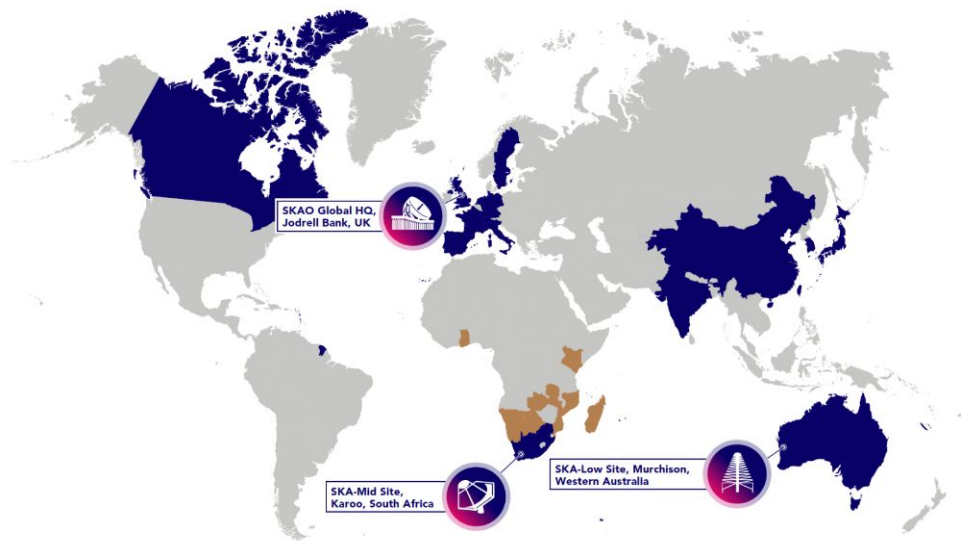 SKAO Global HQ,
Jodrell Bank, UK
SKA-Mid Site,
Karoo, South Africa
SKA-Low Site, Murchison,
Western Australia